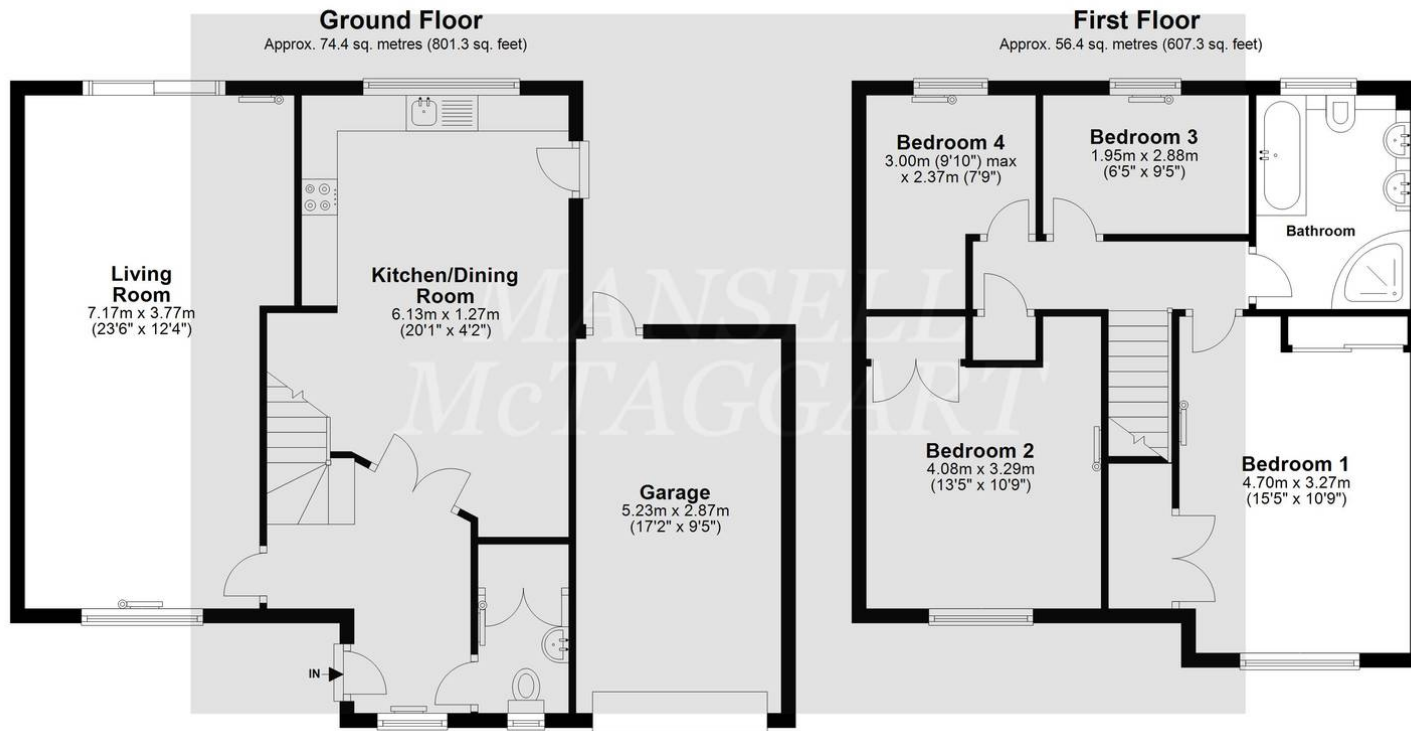 Ground Floor
Approx. 74.4 sq. metres (801.3 sq. feet)
Living
Room
7.17m x 3.77m
(23'6" x 12'4")
Kitchen/Dining
Room
6.13m x 1.27m
(20'1" x 4'2")
Garage
5.23m x 2.87m
(17'2" x 9'5")
IN
First Floor
Approx. 56.4 sq. metres (607.3 sq. feet)
Bedroom 4
3.00m (9'10") max
x 2.37m (7'9")
Bedroom 3
1.95m x 2.88m
(6'5" x 9'5")
Bathroom
Bedroom 2
4.08m x 3.29m
(13'5" x 10'9")
Bedroom 1
4.70m x 3.27m
(15'5" x 10'9")
MANSELL
McTAGGART